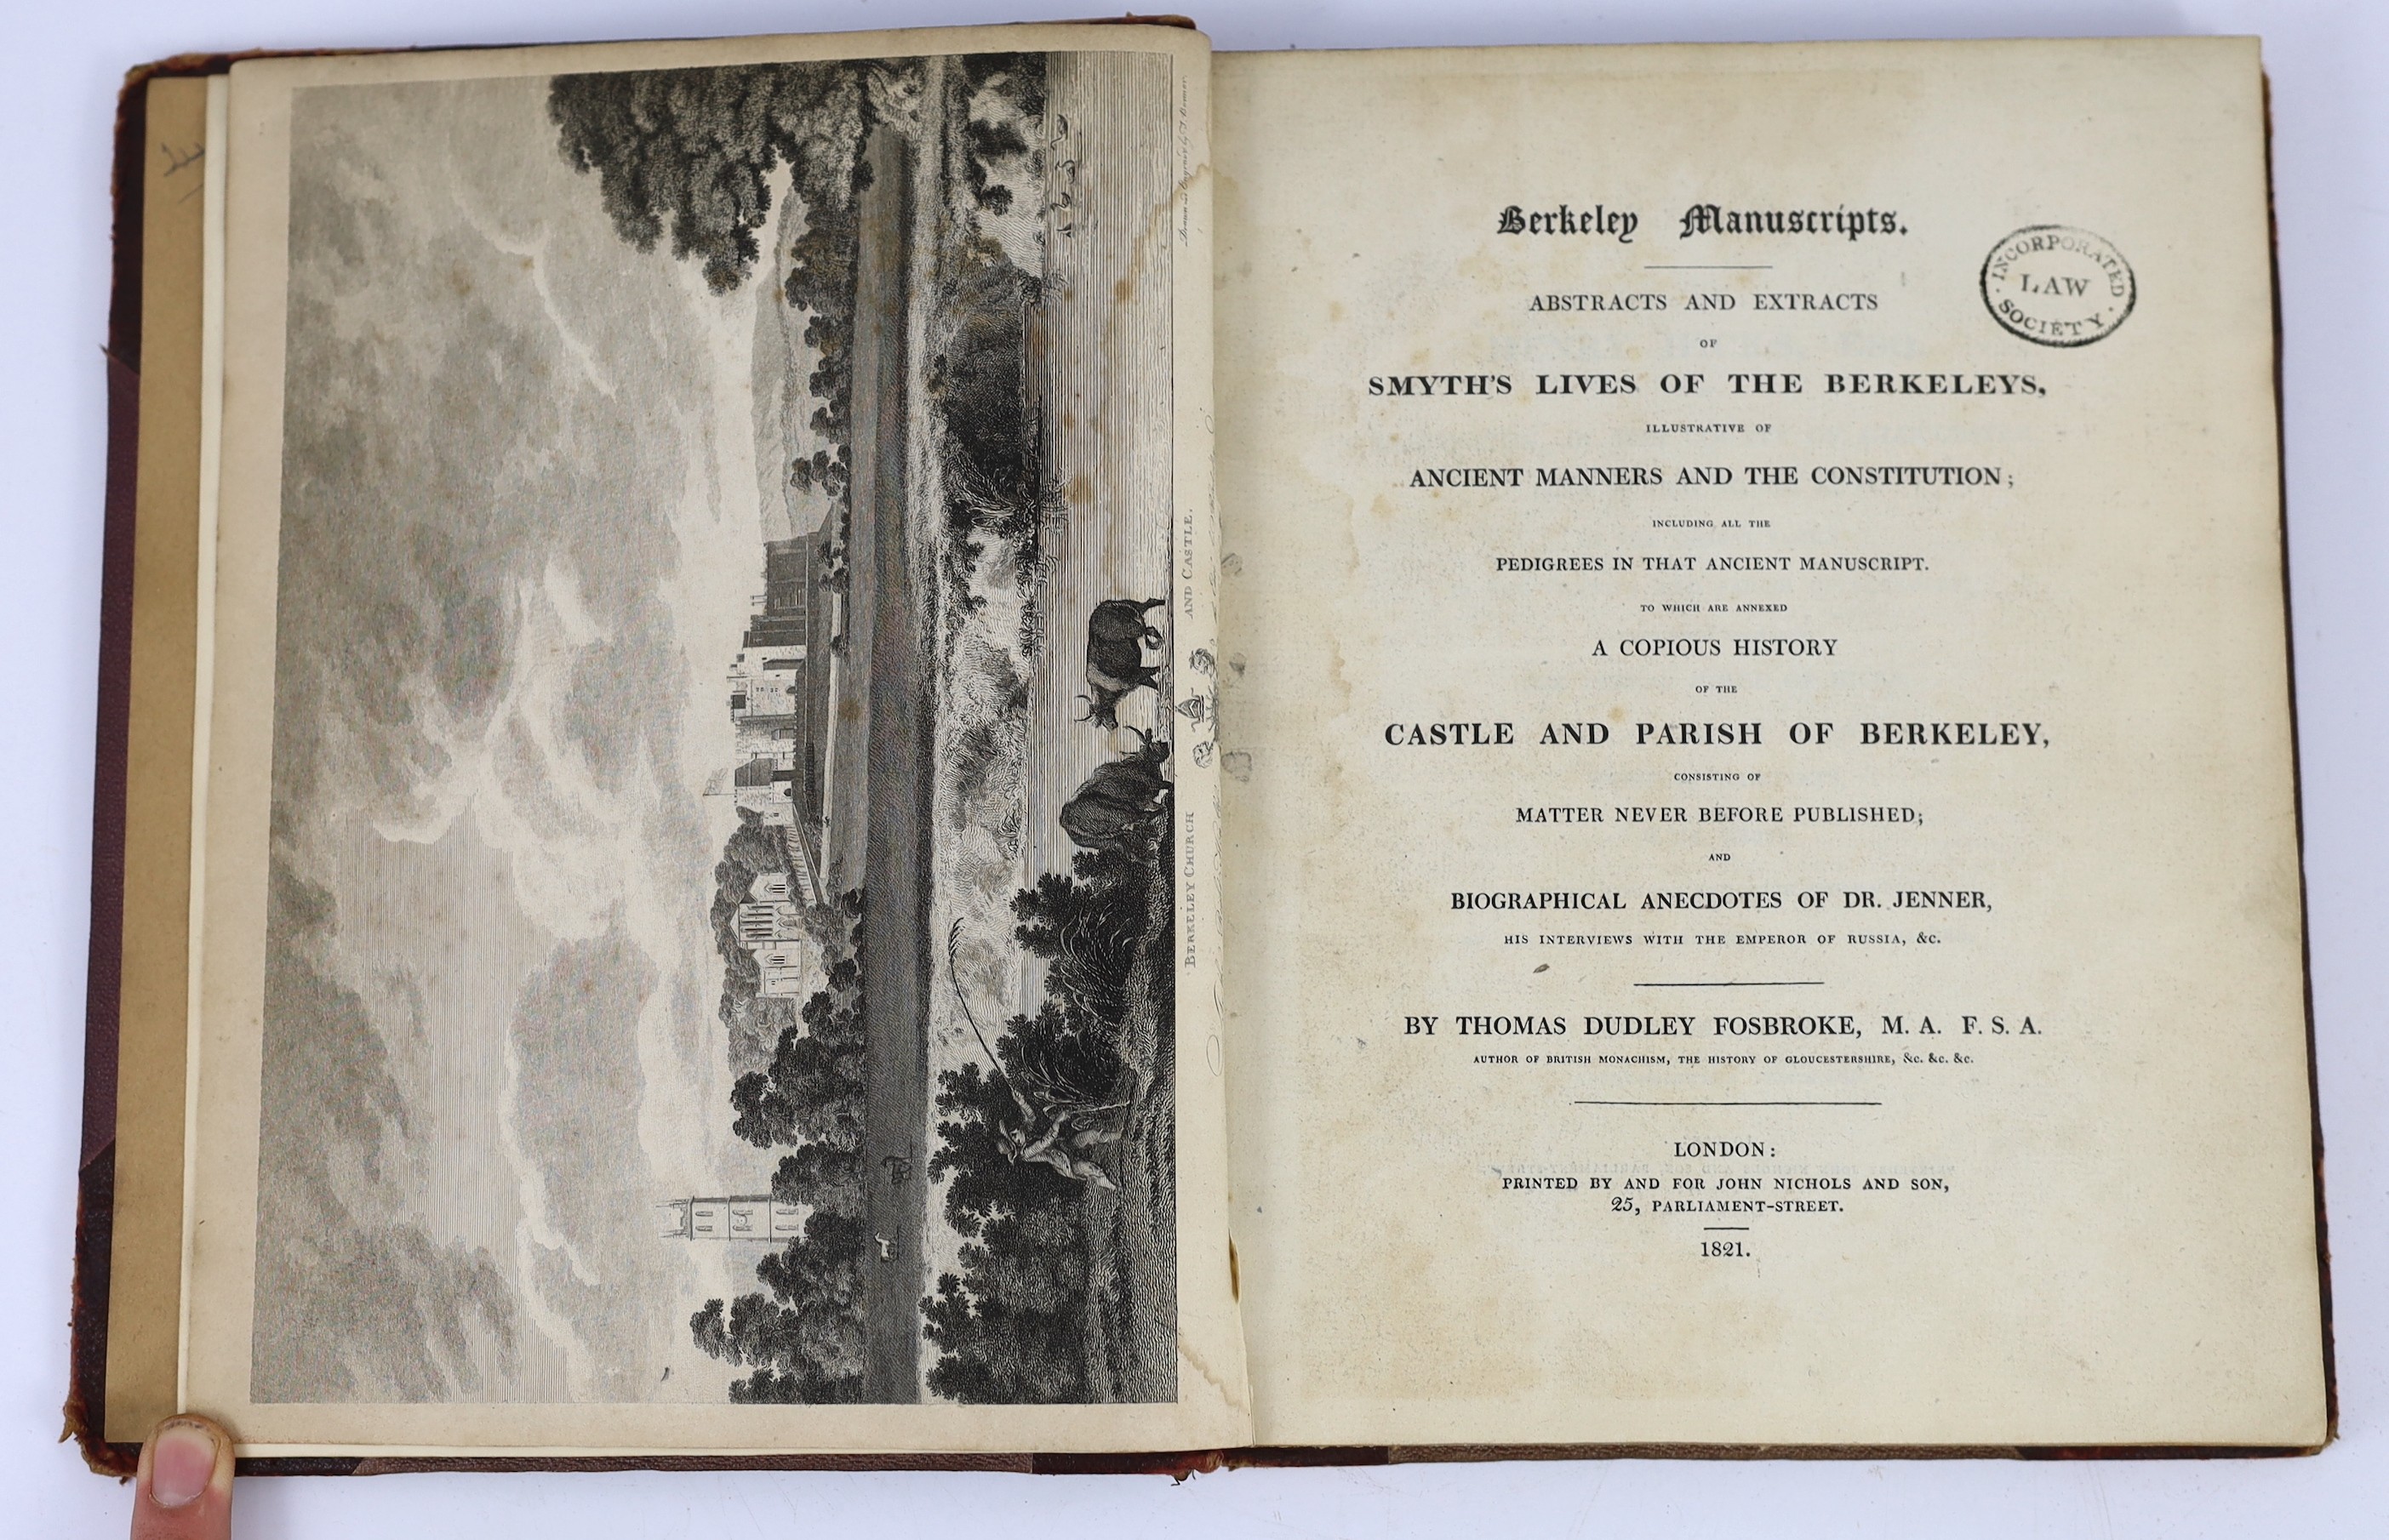 BERKELEY CHURCH AND CASTLE.
Berkeley Manuscripts.
ABSTRACTS AND EXTRACTS
OF
SMYTH'S LIVES OF THE BERKELEYS,
ILLUSTRATIVE OF
ANCIENT MANNERS AND THE CONSTITUTION;
INCLUDING ALL THE
PEDIGREES IN THAT ANCIENT MANUSCRIPT.
TO WHICH ARE ANNEXED
A COPIOUS HISTORY
OF THE
CASTLE AND PARISH OF BERKELEY,
CONSISTING OF
MATTER NEVER BEFORE PUBLISHED;
AND
BIOGRAPHICAL ANECDOTES OF DR. JENNER,
HIS INTERVIEWS WITH THE EMPEROR OF RUSSIA, &c.
BY THOMAS DUDLEY FOSBROKE, M. A. F. S. A.
AUTHOR OF BRITISH MONACHISM, THE HISTORY OF GLOUCESTERSHIRE, &c. &c. &c.
LONDON:
PRINTED BY AND FOR JOHN NICHOLS AND SON,
25, PARLIAMENT-STREET.
1821.
INCORPORATED
LAW
SOCIETY